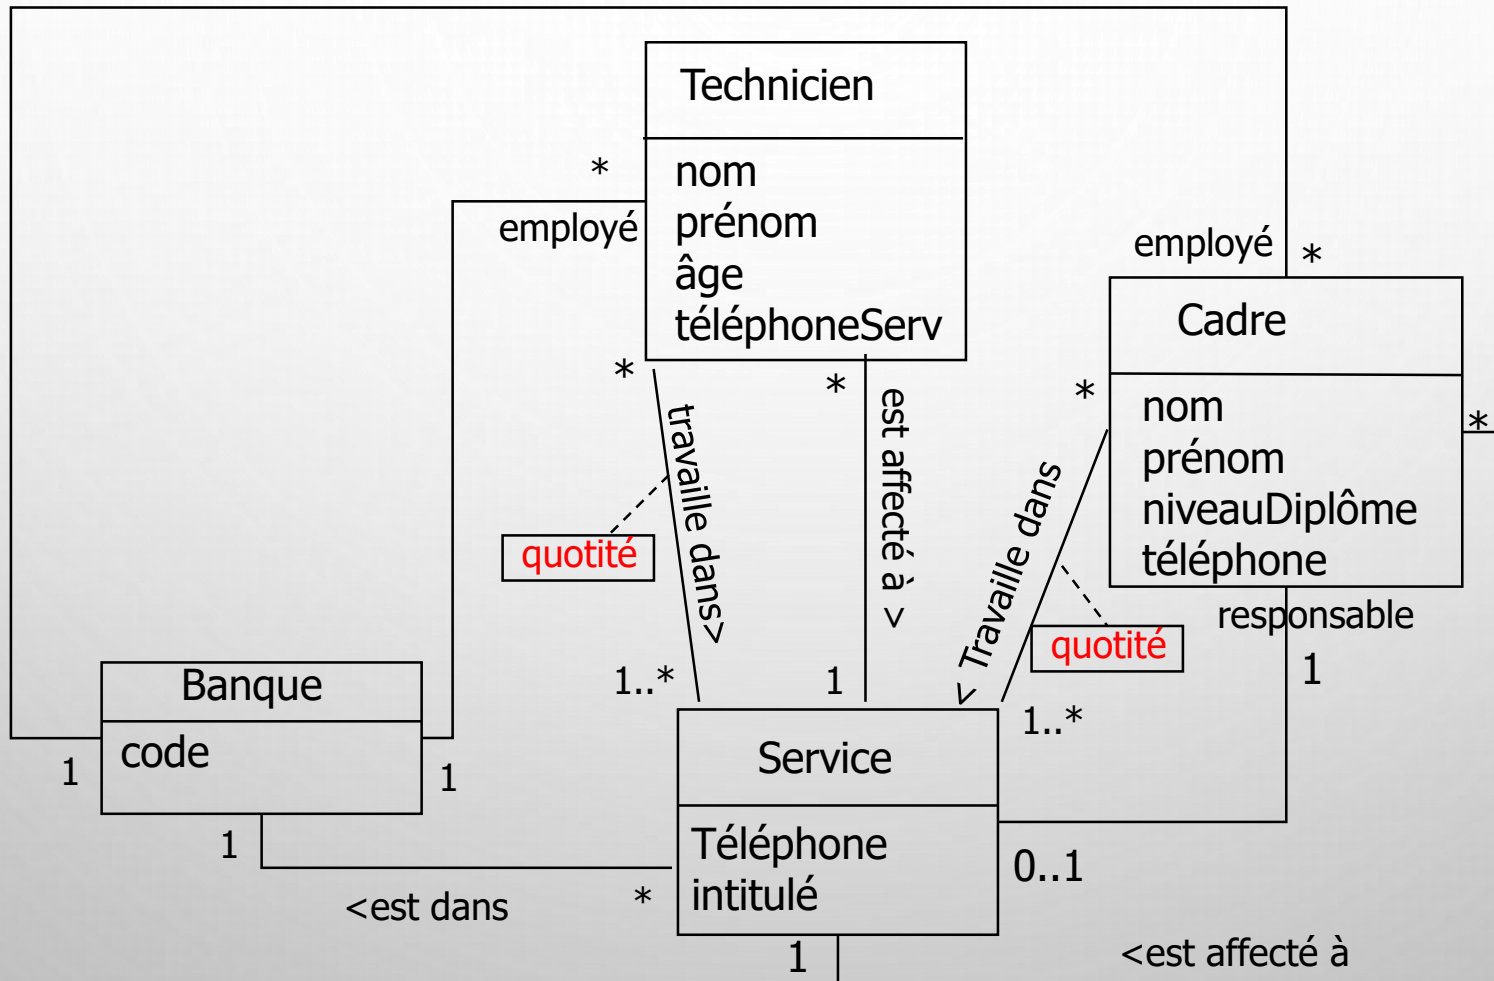 Technicien
nom
prénom
âge
téléphoneServ
*
employé
employé
*
Cadre
nom
prénom
niveauDiplôme
téléphone
*
*
*
*
travaille dans>
est affecté à >
< Travaille dans
quotité
quotité
responsable
1
1..*
1
1..*
Banque
code
1
1
1
Service
Téléphone
intitulé
0..1
<est dans
*
1
<est affecté à